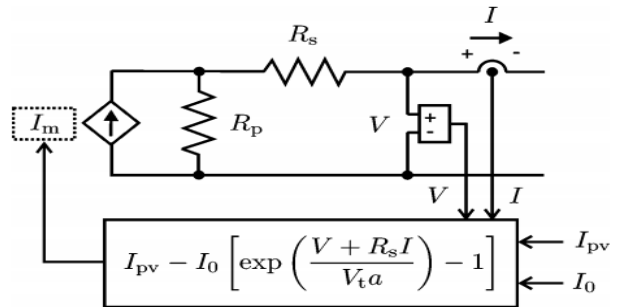 I
R_s
+ -
I_m
R_p
V
+
-
V
I
I_pv − I_0 [exp((V + R_s I)/(V_t a)) − 1]
I_pv
I_0